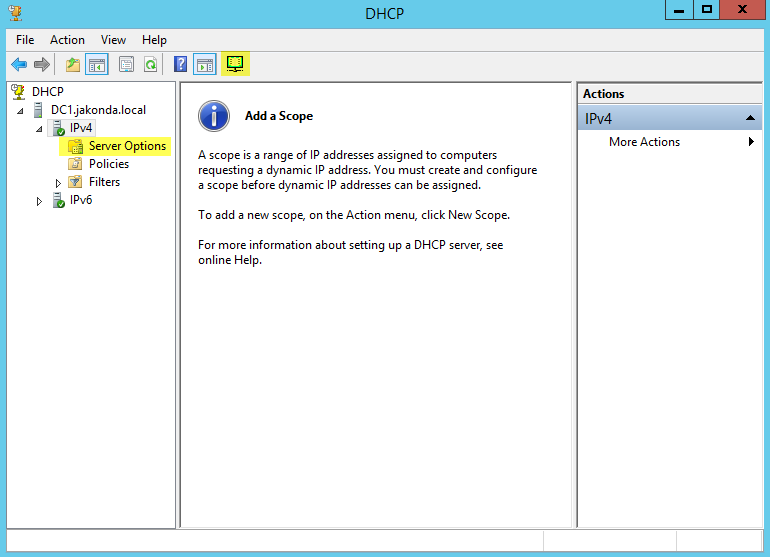 DHCP
File Action View Help
DHCP
DC1.jakonda.local
IPv4
Server Options
Policies
Filters
IPv6
Add a Scope
A scope is a range of IP addresses assigned to computers
requesting a dynamic IP address. You must create and configure
a scope before dynamic IP addresses can be assigned.
To add a new scope, on the Action menu, click New Scope.
For more information about setting up a DHCP server, see
online Help.
Actions
IPv4
More Actions